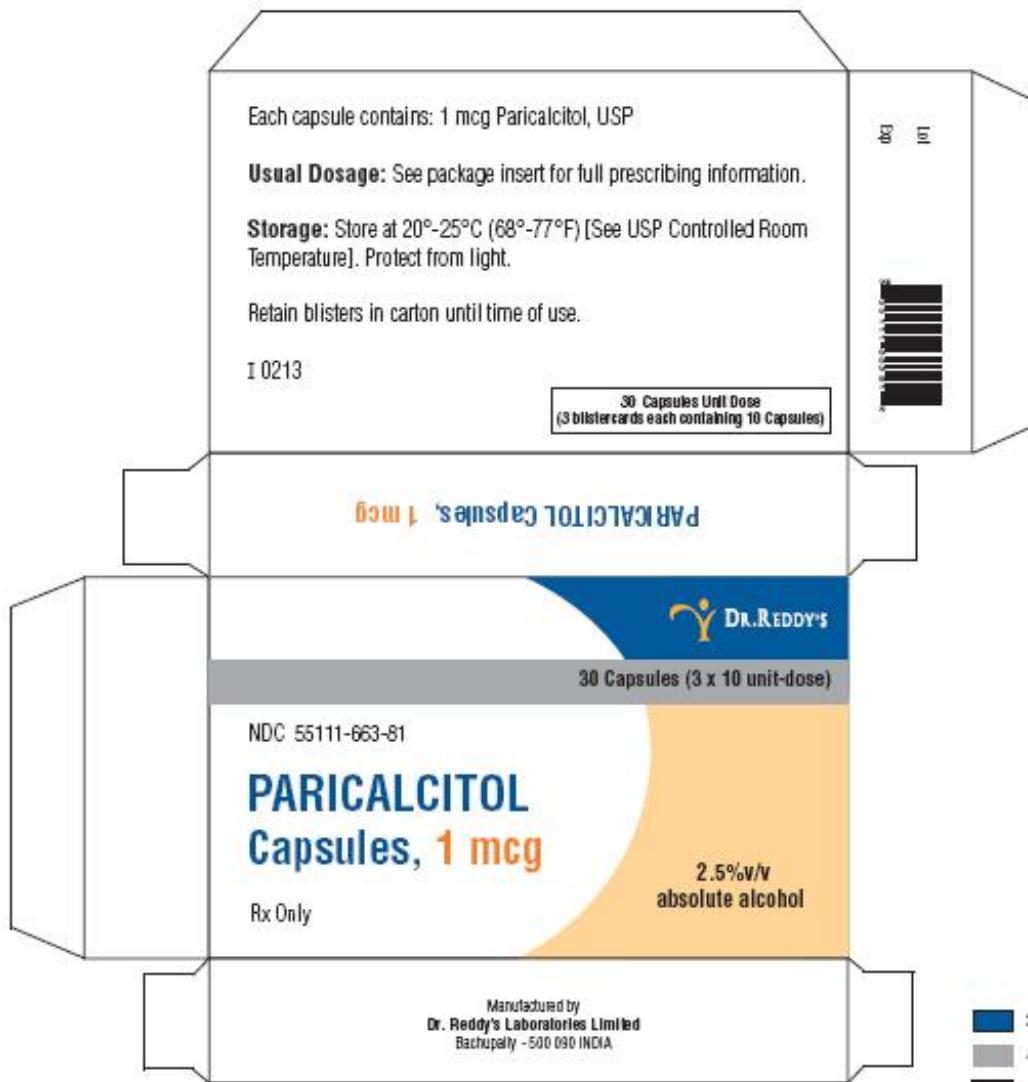 Each capsule contains: 1 mcg Paricalcitol, USP
Usual Dosage: See package insert for full prescribing information.
Storage: Store at 20°-25°C (68°-77°F) [See USP Controlled Room
Temperature]. Protect from light.
Retain blisters in carton until time of use.
I 0213
30 Capsules Unit Dose
(3 blistercards each containing 10 Capsules)
Lot
Exp
PARICALCITOL Capsules, 1 mcg
DR.REDDY'S
30 Capsules (3 x 10 unit-dose)
NDC 55111-663-81
PARICALCITOL
Capsules, 1 mcg
Rx Only
2.5%v/v
absolute alcohol
Manufactured by
Dr. Reddy's Laboratories Limited
Bachupally - 500 090 INDIA